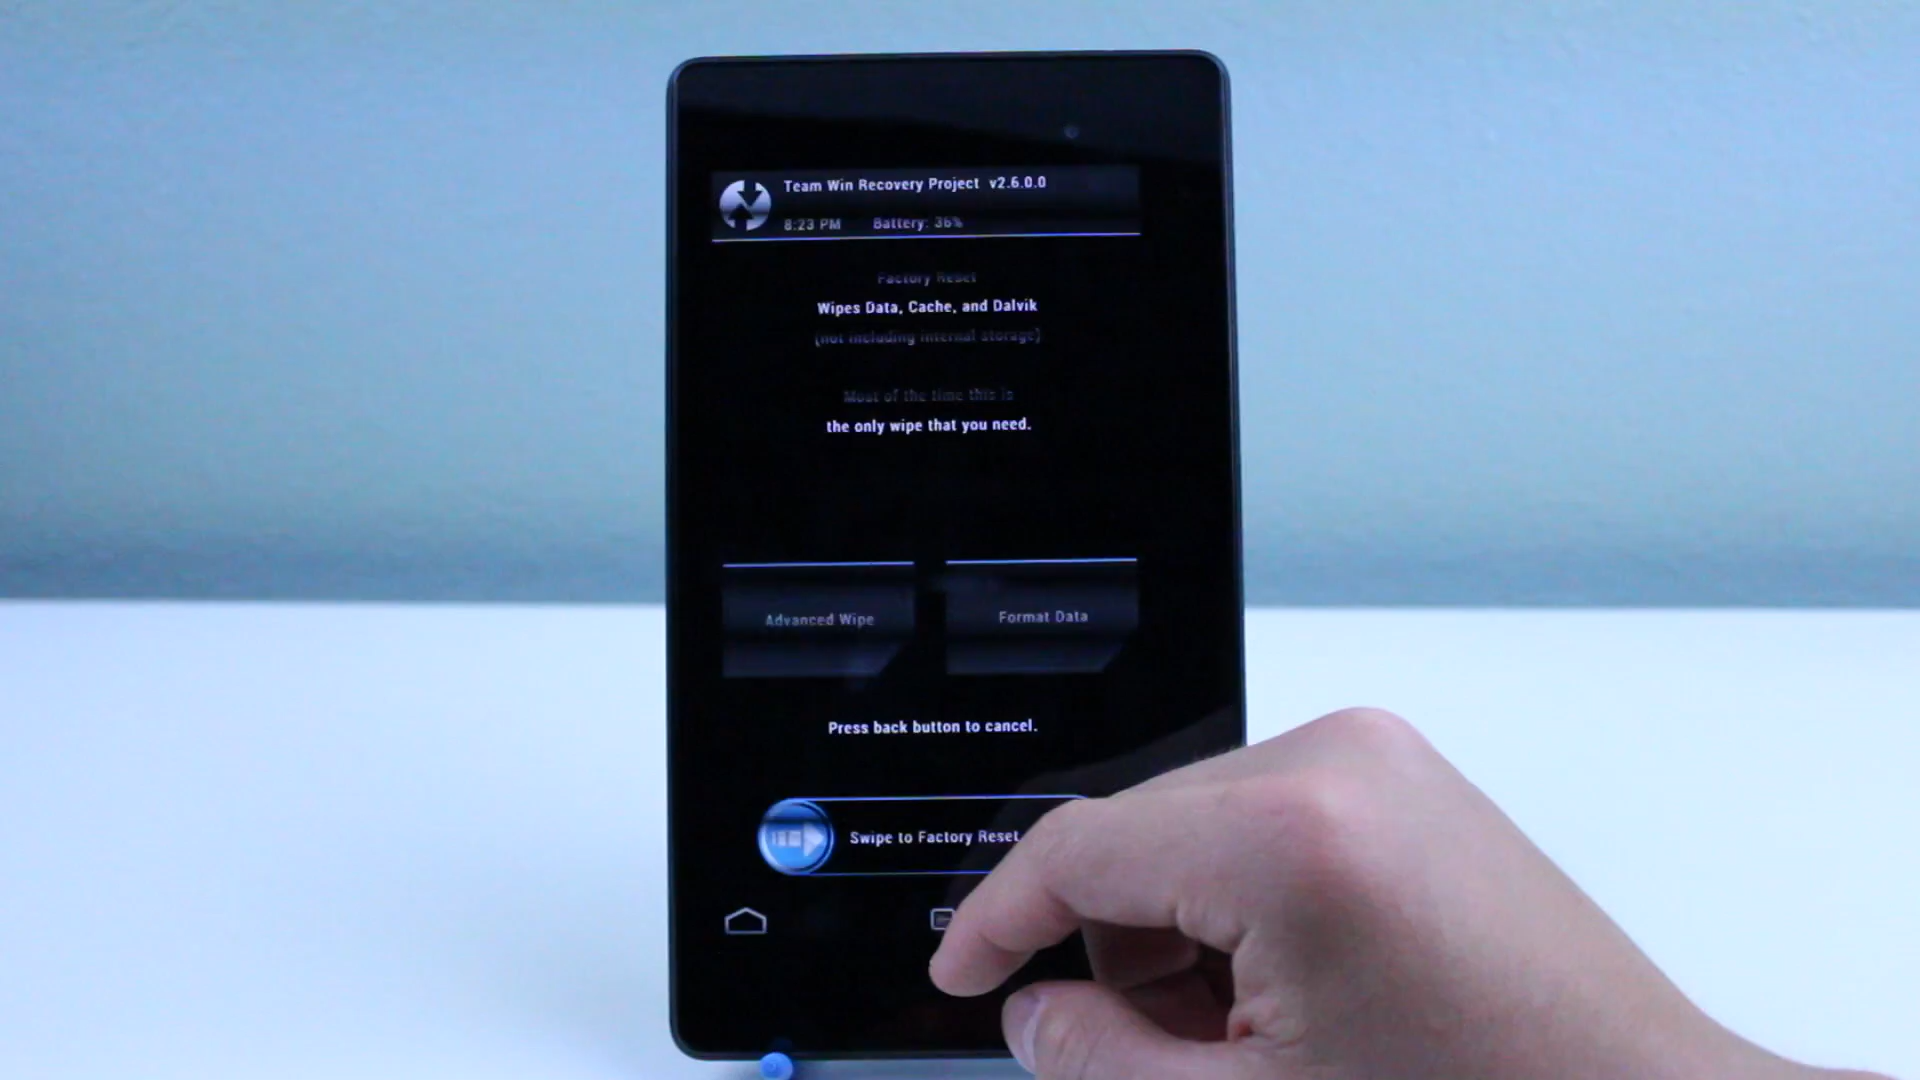 Team Win Recovery Project v2.6.0.0
8:23 PM Battery: 36%
Factory Reset
Wipes Data, Cache, and Dalvik
(not including internal storage)
Most of the time this is
the only wipe that you need.
Advanced Wipe
Format Data
Press back button to cancel.
Swipe to Factory Reset